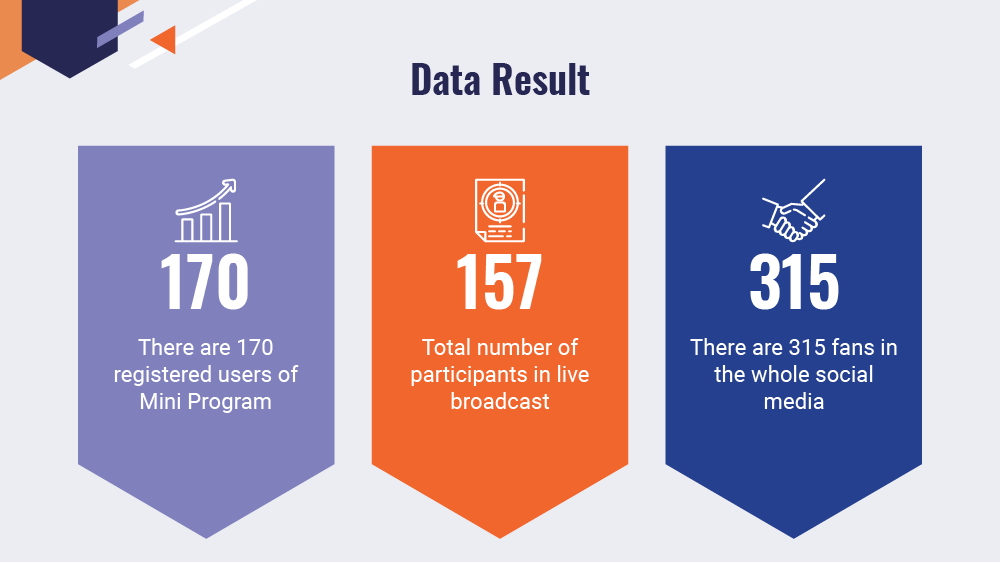 Data Result
170
There are 170
registered users of
Mini Program
157
Total number of
participants in live
broadcast
315
There are 315 fans in
the whole social
media